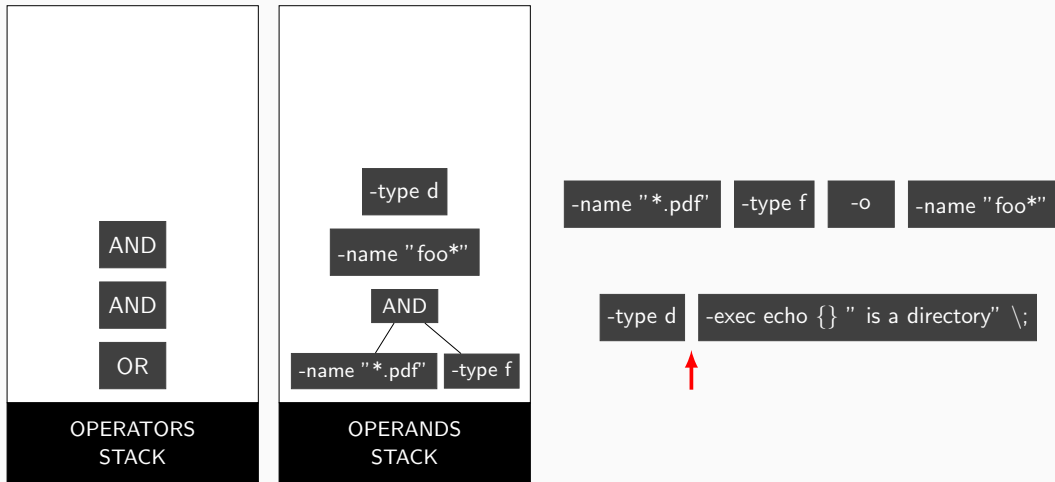 AND
AND
OR
OPERATORS
STACK
-type d
-name "foo*"
AND
-name "*.pdf" -type f
OPERANDS
STACK
-name "*.pdf" -type f -o -name "foo*"
-type d -exec echo {} " is a directory" \;